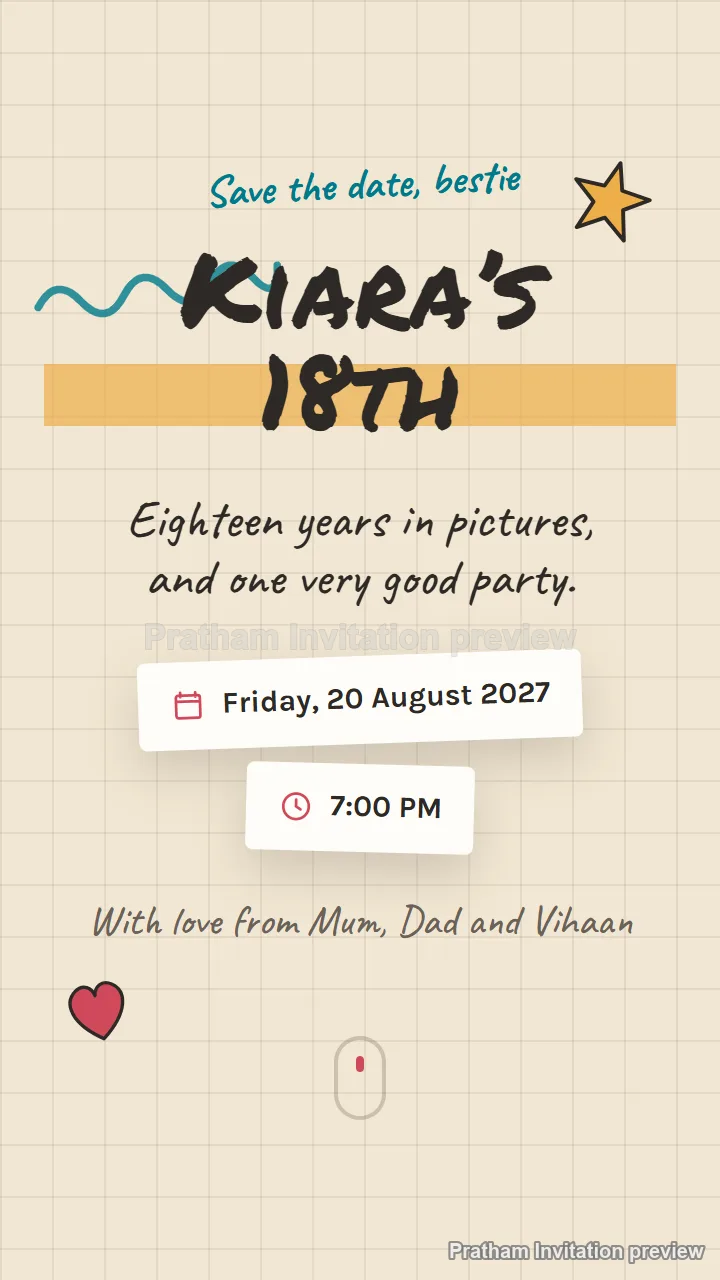 Save the date, bestie
KIARA'S
18TH
Eighteen years in pictures,
and one very good party.
Pratham Invitation preview
Friday, 20 August 2027
7:00 PM
With love from Mum, Dad and Vihaan
Pratham Invitation preview